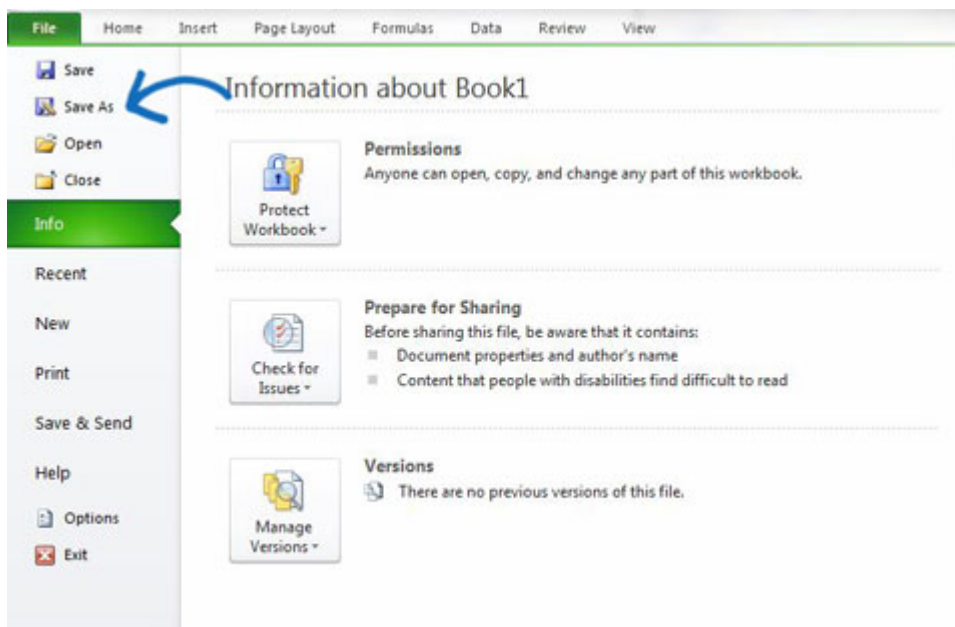 File Home Insert Page Layout Formulas Data Review View
Save
Save As
Open
Close
Info
Recent
New
Print
Save & Send
Help
Options
Exit
Information about Book1
Protect
Workbook
Permissions
Anyone can open, copy, and change any part of this workbook.
Check for
Issues
Prepare for Sharing
Before sharing this file, be aware that it contains:
Document properties and author's name
Content that people with disabilities find difficult to read
Manage
Versions
Versions
There are no previous versions of this file.